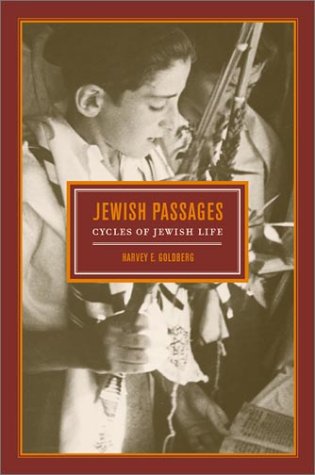 JEWISH PASSAGES
CYCLES OF JEWISH LIFE
HARVEY E. GOLDBERG